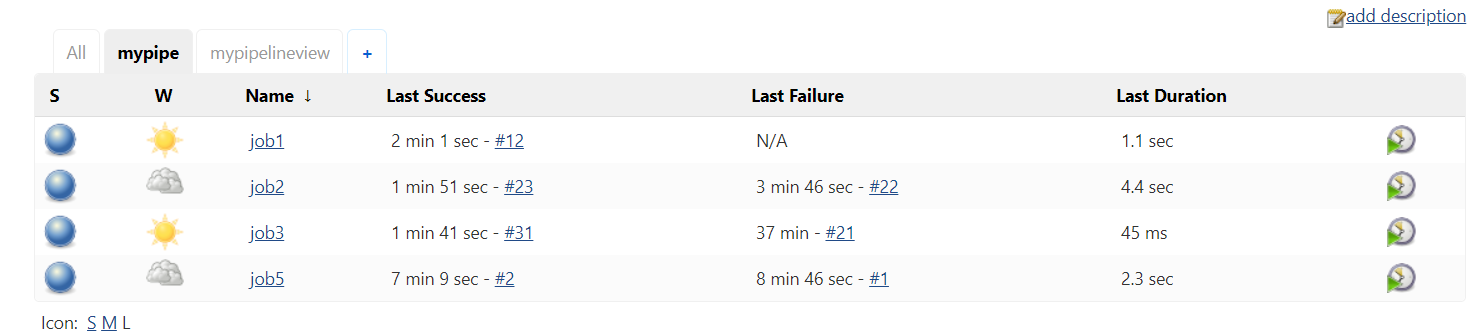 add description
All mypipe mypipelineview +
S W Name ↓ Last Success Last Failure Last Duration
job1 2 min 1 sec - #12 N/A 1.1 sec
job2 1 min 51 sec - #23 3 min 46 sec - #22 4.4 sec
job3 1 min 41 sec - #31 37 min - #21 45 ms
job5 7 min 9 sec - #2 8 min 46 sec - #1 2.3 sec
Icon: S M L